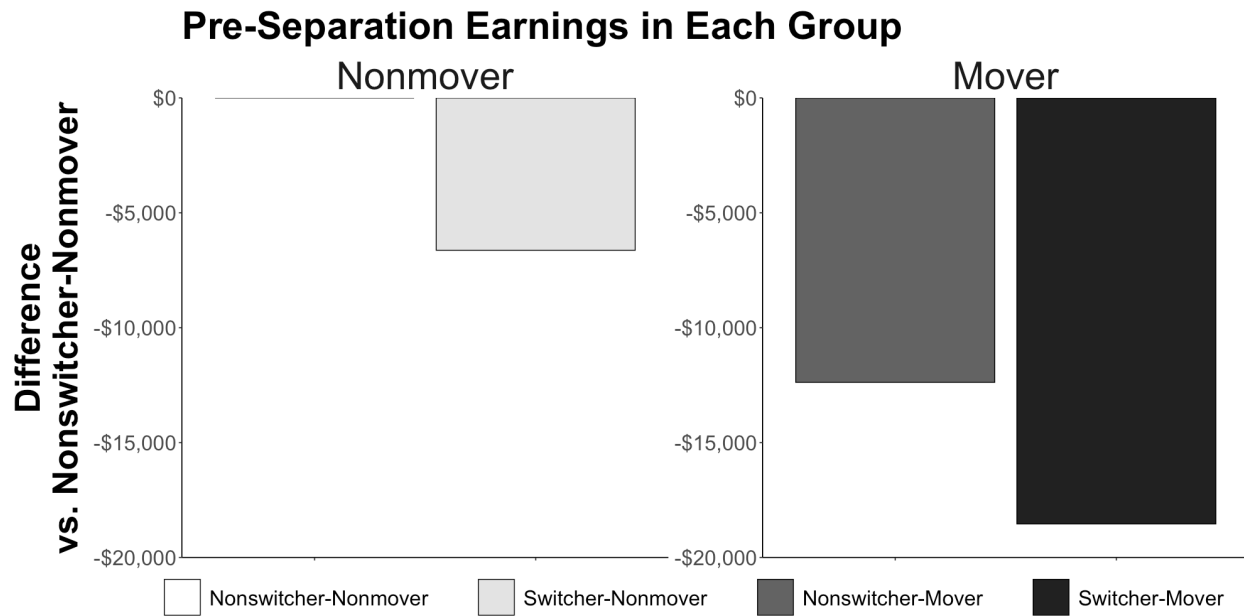 Pre-Separation Earnings in Each Group
Nonmover
Mover
Difference
vs. Nonswitcher-Nonmover
$0
-$5,000
-$10,000
-$15,000
-$20,000
$0
-$5,000
-$10,000
-$15,000
-$20,000
Nonswitcher-Nonmover
Switcher-Nonmover
Nonswitcher-Mover
Switcher-Mover